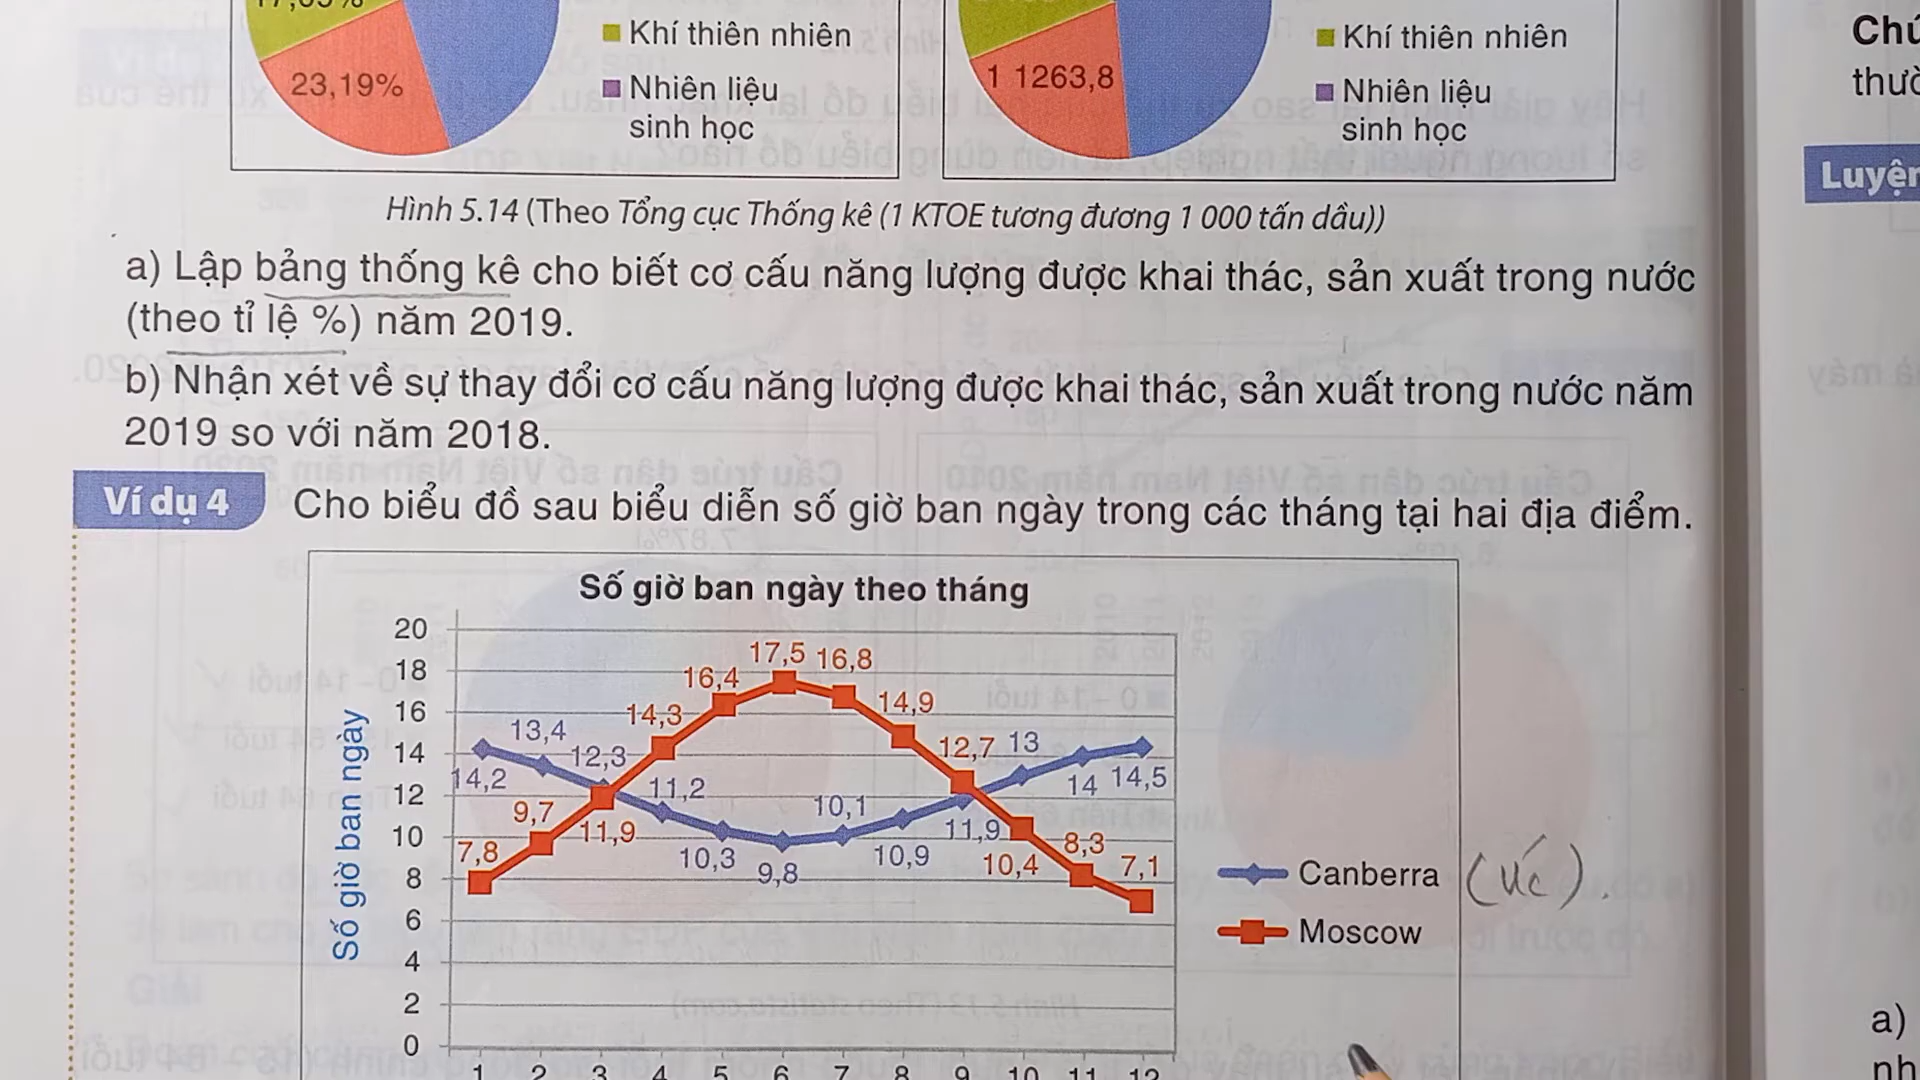 Khí thiên nhiên
23,19%
Nhiên liệu
sinh học
Khí thiên nhiên
1 1263,8
Nhiên liệu
sinh học
Hình 5.14 (Theo Tổng cục Thống kê (1 KTOE tương đương 1 000 tấn dầu))
a) Lập bảng thống kê cho biết cơ cấu năng lượng được khai thác, sản xuất trong nước
(theo tỉ lệ %) năm 2019.
b) Nhận xét về sự thay đổi cơ cấu năng lượng được khai thác, sản xuất trong nước năm
2019 so với năm 2018.
Ví dụ 4 Cho biểu đồ sau biểu diễn số giờ ban ngày trong các tháng tại hai địa điểm.
Số giờ ban ngày theo tháng
Số giờ ban ngày
20
18
16
14
12
10
8
6
4
2
0
17,5 16,8
16,4
14,3 14,9
13,4 12,3 12,7 13
14,2 11,2 14 14,5
9,7 11,9 10,1 11,9
7,8 10,3 9,8 10,9 10,4 8,3 7,1
1 2 3 4 5 6 7 8 9 10 11 12
Canberra (Úc).
Moscow
thườ
Luyện
a)
nh